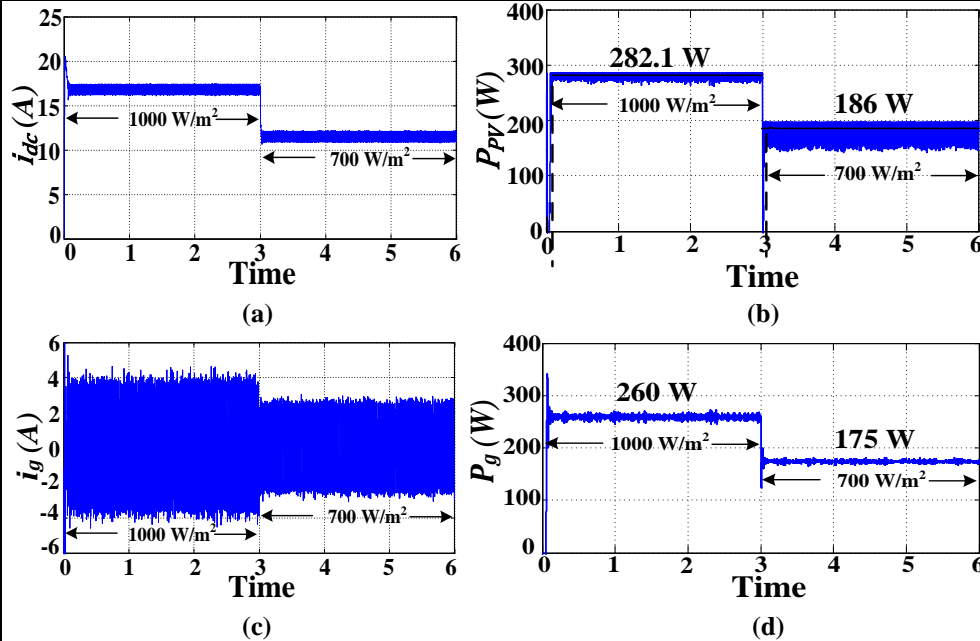 25
20
15
10
5
0
i_dc (A)
1000 W/m²
700 W/m²
0 1 2 3 4 5 6
Time
(a)
400
300
200
100
0
P_PV (W)
282.1 W
1000 W/m²
186 W
700 W/m²
0 1 2 3 4 5 6
Time
(b)
6
4
2
0
-2
-4
-6
i_g (A)
1000 W/m²
700 W/m²
0 1 2 3 4 5 6
Time
(c)
400
300
200
100
0
P_g (W)
260 W
1000 W/m²
175 W
700 W/m²
0 1 2 3 4 5 6
Time
(d)